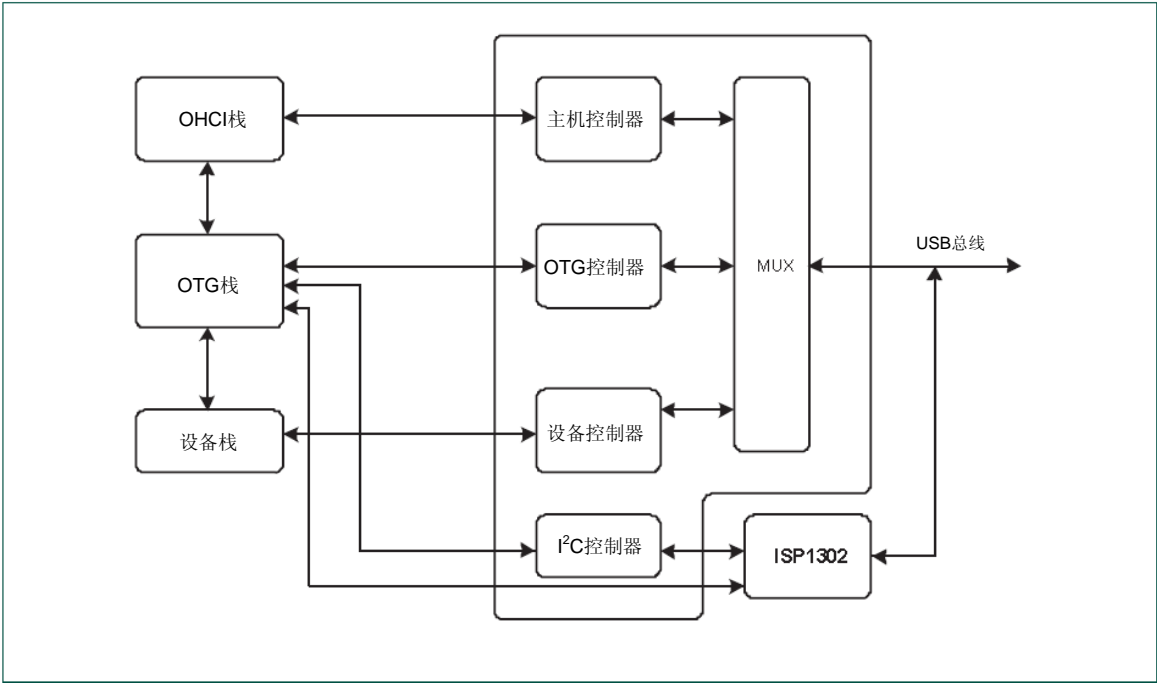 OHCI栈
主机控制器
USB总线
OTG栈
OTG控制器
MUX
设备栈
设备控制器
I²C控制器
ISP1302